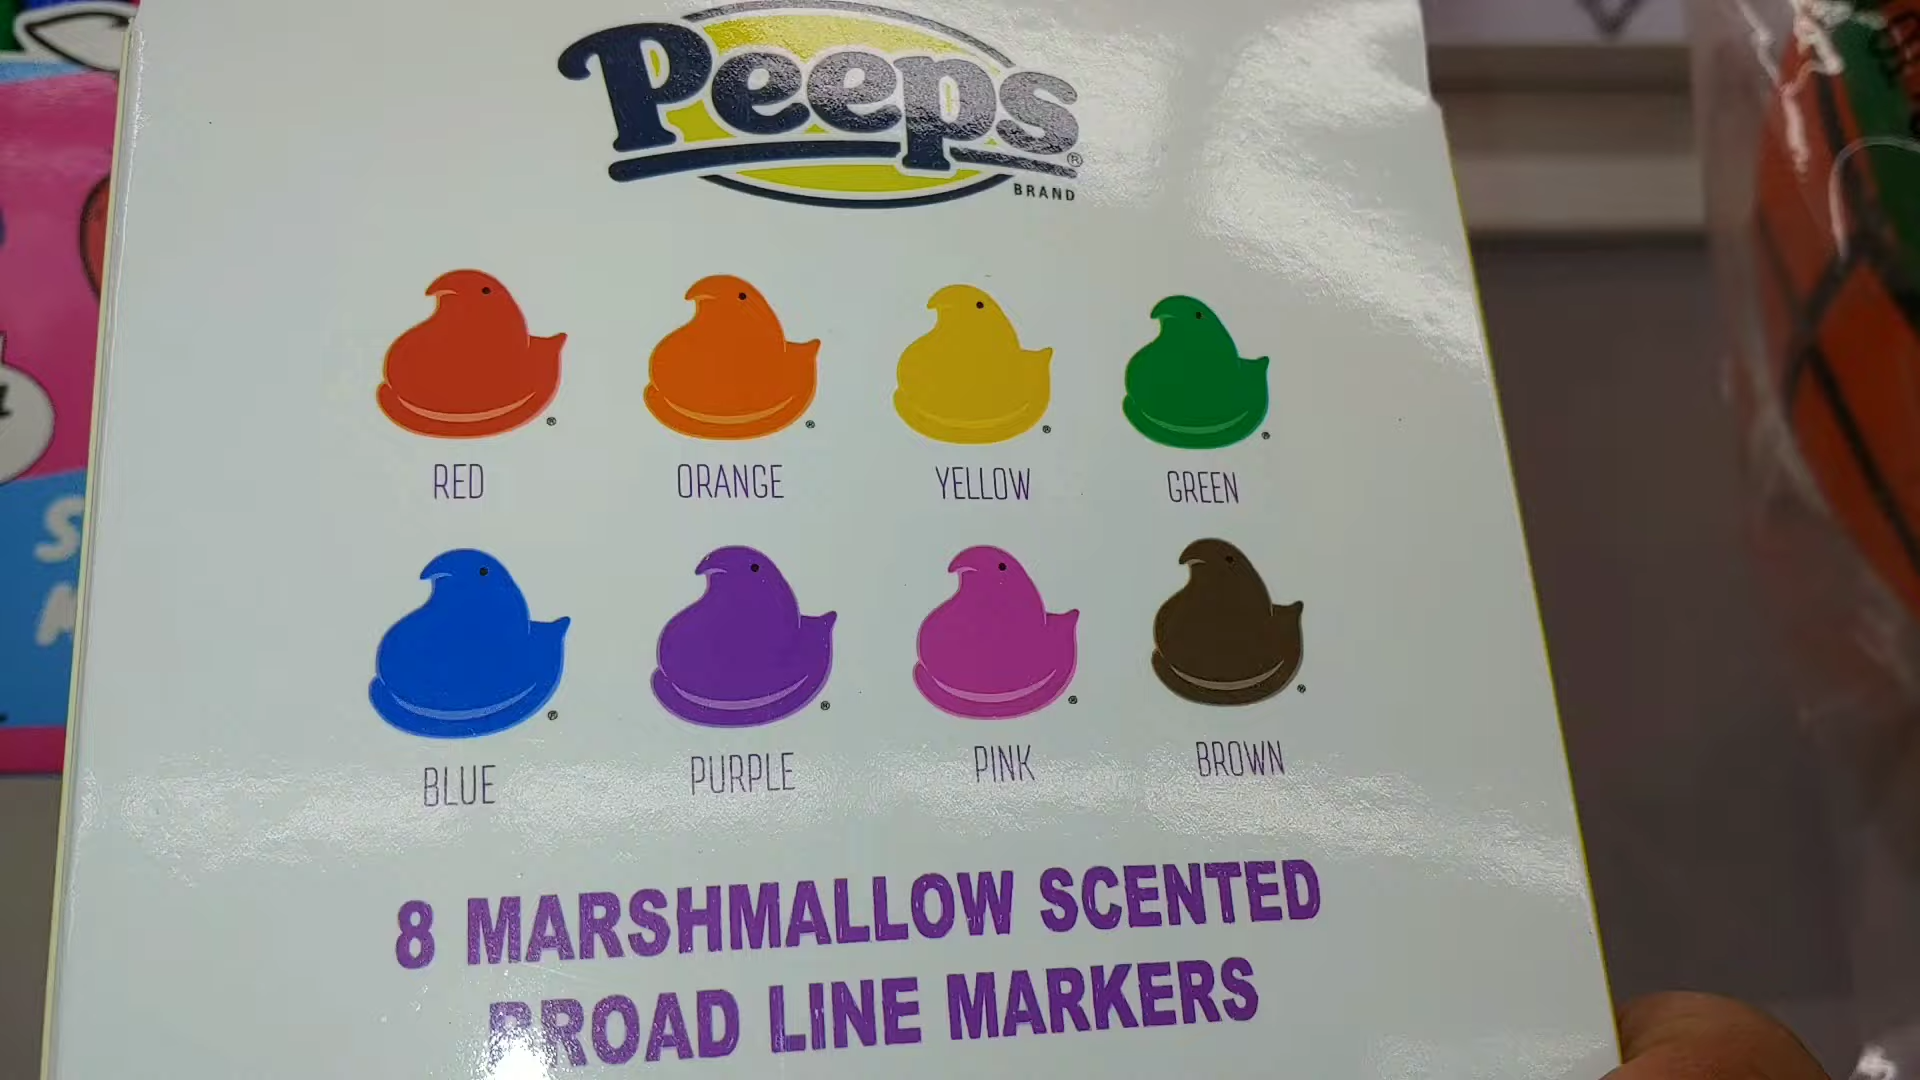 Peeps®
BRAND
RED ORANGE YELLOW GREEN
BLUE PURPLE PINK BROWN
8 MARSHMALLOW SCENTED
BROAD LINE MARKERS